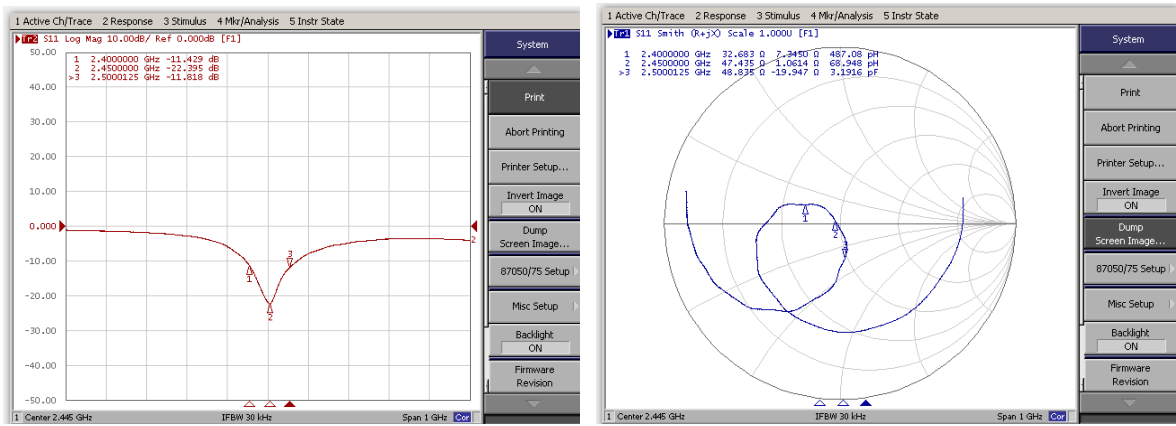 1 Active Ch/Trace 2 Response 3 Stimulus 4 Mkr/Analysis 5 Instr State
Tr2 S11 Log Mag 10.00dB/ Ref 0.000dB [F1]
1 2.4000000 GHz -11.429 dB
2 2.4500000 GHz -22.395 dB
>3 2.5000125 GHz -11.818 dB
50.00
40.00
30.00
20.00
10.00
0.000
-10.00
-20.00
-30.00
-40.00
-50.00
1
2
3
2
System
Print
Abort Printing
Printer Setup...
Invert Image
ON
Dump
Screen Image...
87050/75 Setup
Misc Setup
Backlight
ON
Firmware
Revision
1 Center 2.445 GHz IFBW 30 kHz Span 1 GHz Cor
1 Active Ch/Trace 2 Response 3 Stimulus 4 Mkr/Analysis 5 Instr State
Tr1 S11 Smith (R+jX) Scale 1.000U [F1]
1 2.4000000 GHz 32.683 Ω 7.3450 Ω 487.08 pH
2 2.4500000 GHz 47.435 Ω 1.0614 Ω 68.948 pH
>3 2.5000125 GHz 48.835 Ω -19.947 Ω 3.1916 pF
1
2
System
Print
Abort Printing
Printer Setup...
Invert Image
ON
Dump
Screen Image...
87050/75 Setup
Misc Setup
Backlight
ON
Firmware
Revision
1 Center 2.445 GHz IFBW 30 kHz Span 1 GHz Cor